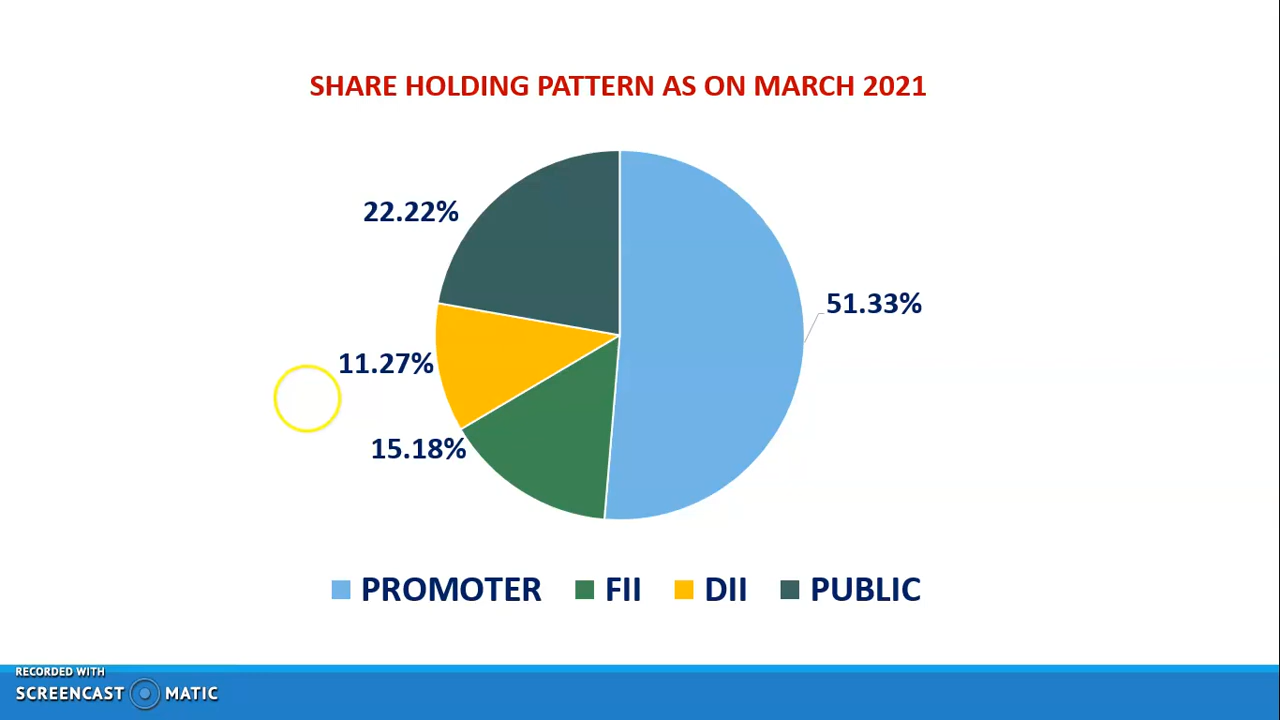 SHARE HOLDING PATTERN AS ON MARCH 2021
22.22%
51.33%
11.27%
15.18%
PROMOTER FII DII PUBLIC
RECORDED WITH
SCREENCAST MATIC